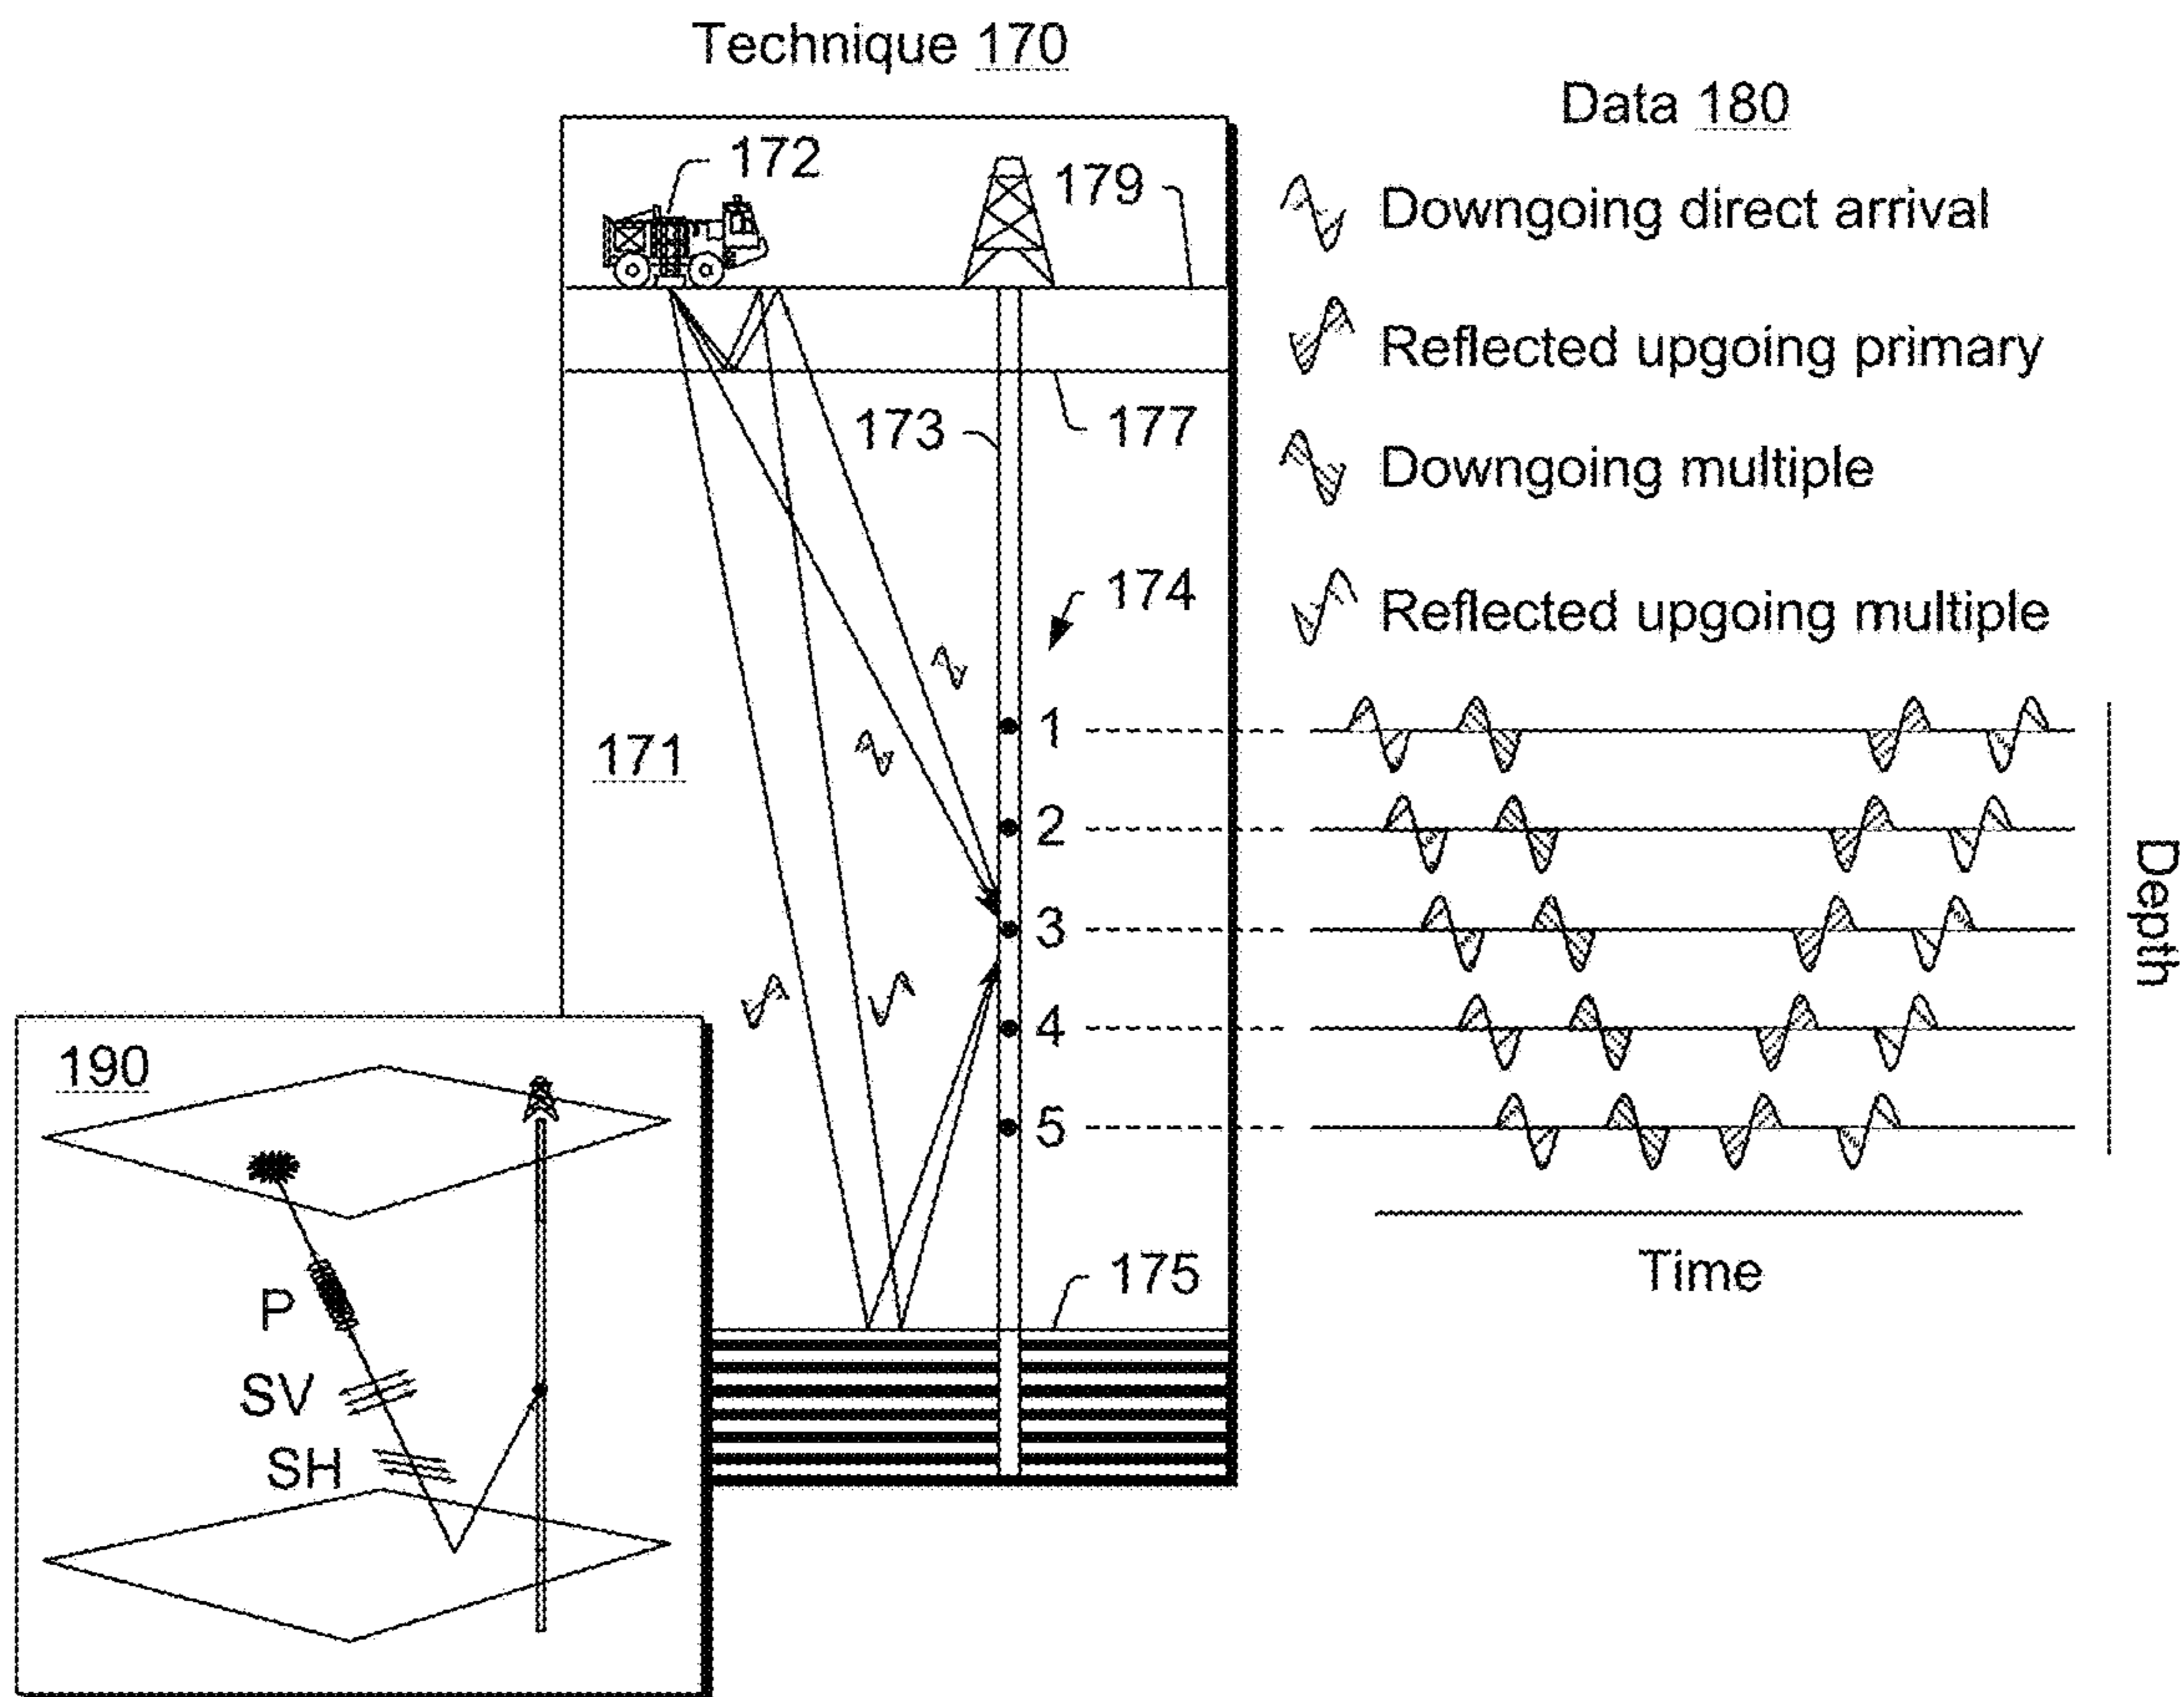 Technique 170
Data 180
172
179
Downgoing direct arrival
Reflected upgoing primary
177
173
Downgoing multiple
174
Reflected upgoing multiple
171
1
2
3
4
5
Depth
190
175
Time
P
SV
SH